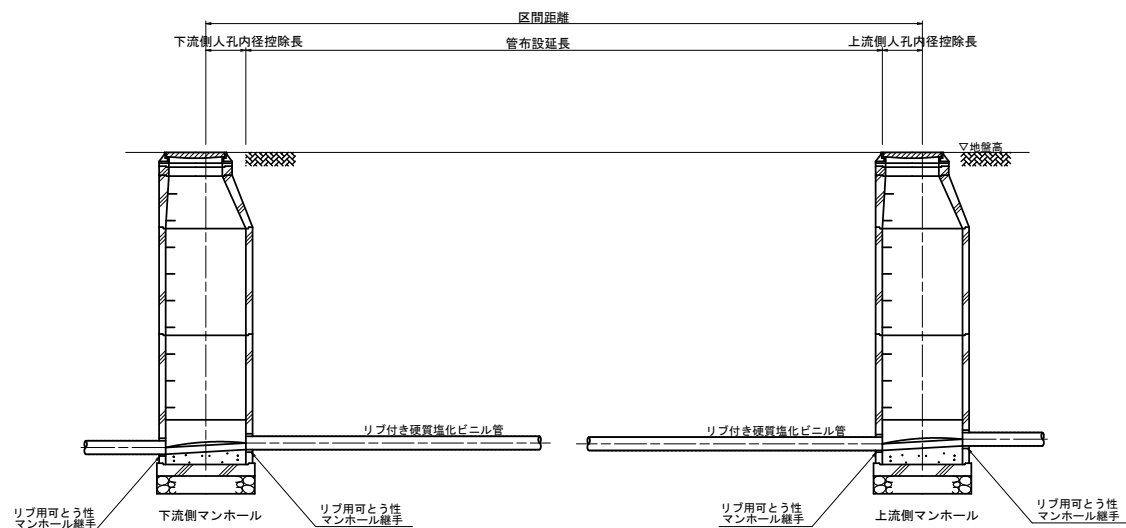 区間距離
下流側人孔内径控除長
管布設延長
上流側人孔内径控除長
▽地盤高
リブ付き硬質塩化ビニル管
リブ付き硬質塩化ビニル管
リブ用可とう性
マンホール継手
下流側マンホール
リブ用可とう性
マンホール継手
リブ用可とう性
マンホール継手
上流側マンホール
リブ用可とう性
マンホール継手